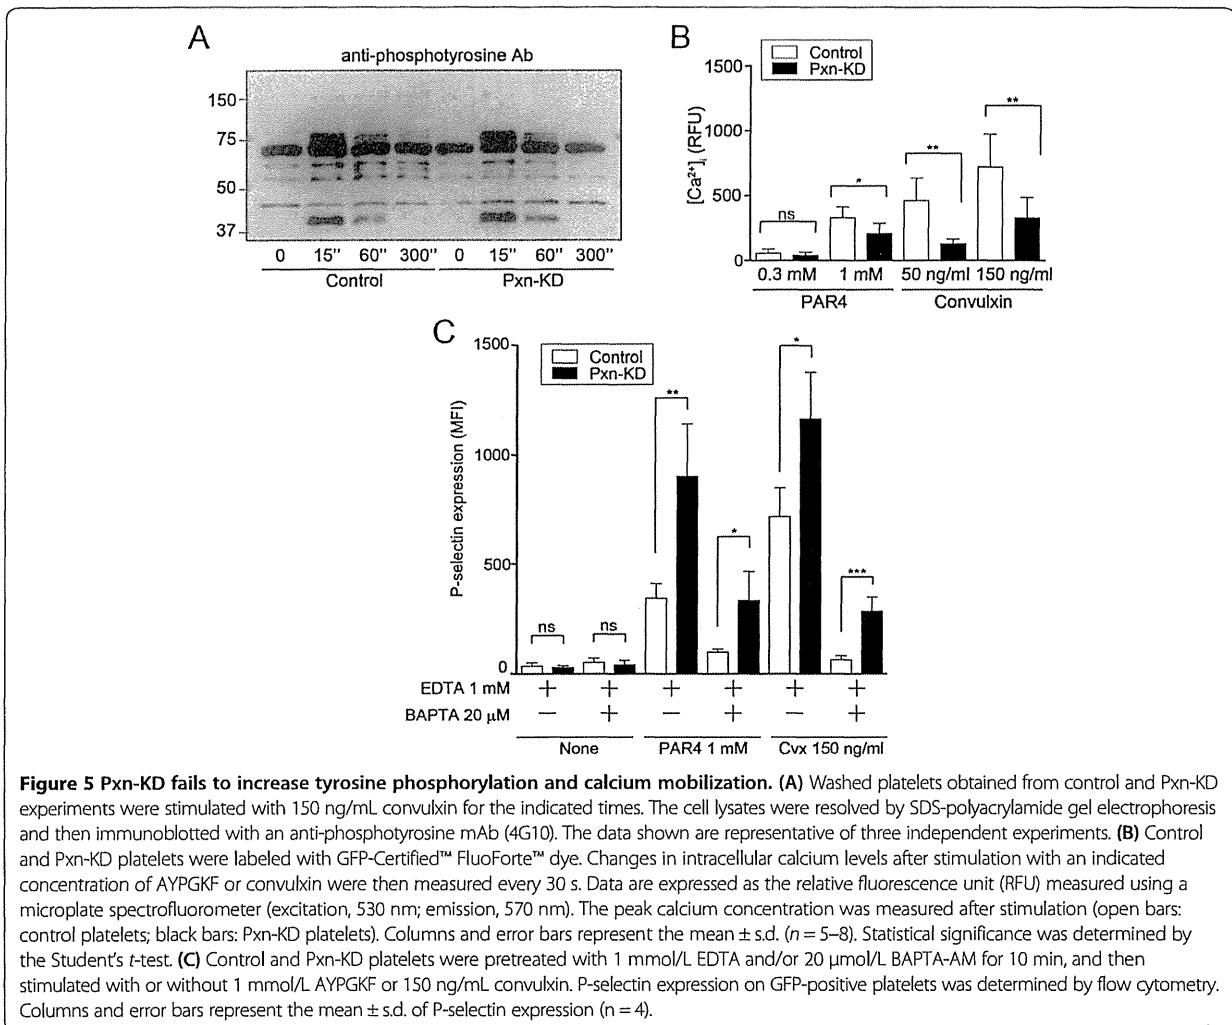 A
anti-phosphotyrosine Ab
150
75
50
37
0 15" 60" 300" 0 15" 60" 300"
Control Pxn-KD
B
Control
Pxn-KD
[Ca²⁺]ᵢ (RFU)
1500
1000
500
0
ns * ** **
0.3 mM 1 mM 50 ng/ml 150 ng/ml
PAR4 Convulxin
C
Control
Pxn-KD
P-selectin expression (MFI)
1500
1000
500
0
ns ns ** * * ***
EDTA 1 mM + + + + + +
BAPTA 20 μM − + − + − +
None PAR4 1 mM Cvx 150 ng/ml
Figure 5 Pxn-KD fails to increase tyrosine phosphorylation and calcium mobilization. (A) Washed platelets obtained from control and Pxn-KD
experiments were stimulated with 150 ng/mL convulxin for the indicated times. The cell lysates were resolved by SDS-polyacrylamide gel electrophoresis
and then immunoblotted with an anti-phosphotyrosine mAb (4G10). The data shown are representative of three independent experiments. (B) Control
and Pxn-KD platelets were labeled with GFP-Certified™ FluoForte™ dye. Changes in intracellular calcium levels after stimulation with an indicated
concentration of AYPGKF or convulxin were then measured every 30 s. Data are expressed as the relative fluorescence unit (RFU) measured using a
microplate spectrofluorometer (excitation, 530 nm; emission, 570 nm). The peak calcium concentration was measured after stimulation (open bars:
control platelets; black bars: Pxn-KD platelets). Columns and error bars represent the mean ± s.d. (n = 5–8). Statistical significance was determined by
the Student's t-test. (C) Control and Pxn-KD platelets were pretreated with 1 mmol/L EDTA and/or 20 μmol/L BAPTA-AM for 10 min, and then
stimulated with or without 1 mmol/L AYPGKF or 150 ng/mL convulxin. P-selectin expression on GFP-positive platelets was determined by flow cytometry.
Columns and error bars represent the mean ± s.d. of P-selectin expression (n = 4).